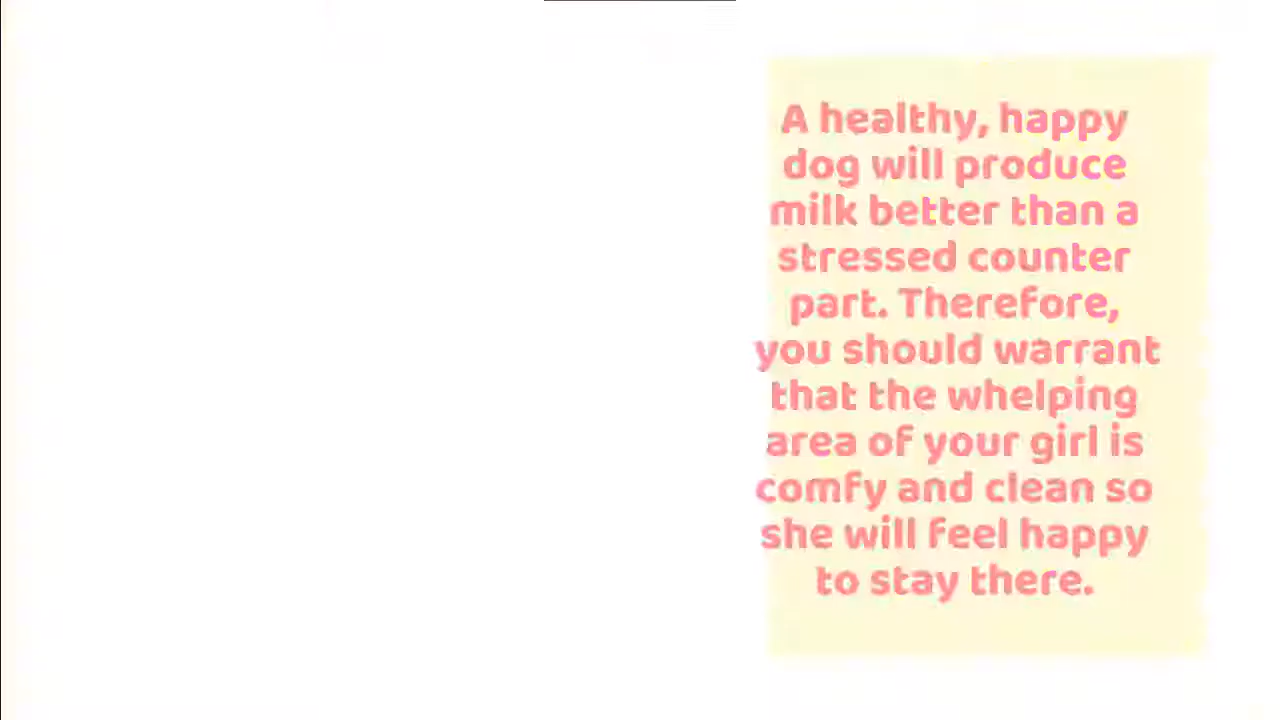 A healthy, happy
dog will produce
milk better than a
stressed counter
part. Therefore,
you should warrant
that the whelping
area of your girl is
comfy and clean so
she will feel happy
to stay there.